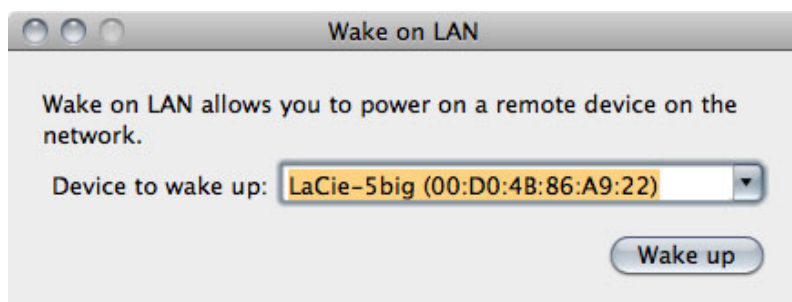 Wake on LAN
Wake on LAN allows you to power on a remote device on the
network.
Device to wake up: LaCie-5big (00:D0:4B:86:A9:22)
Wake up